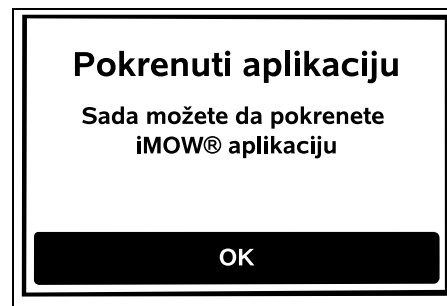 Pokrenuti aplikaciju
Sada možete da pokrenete
iMOW® aplikaciju
OK